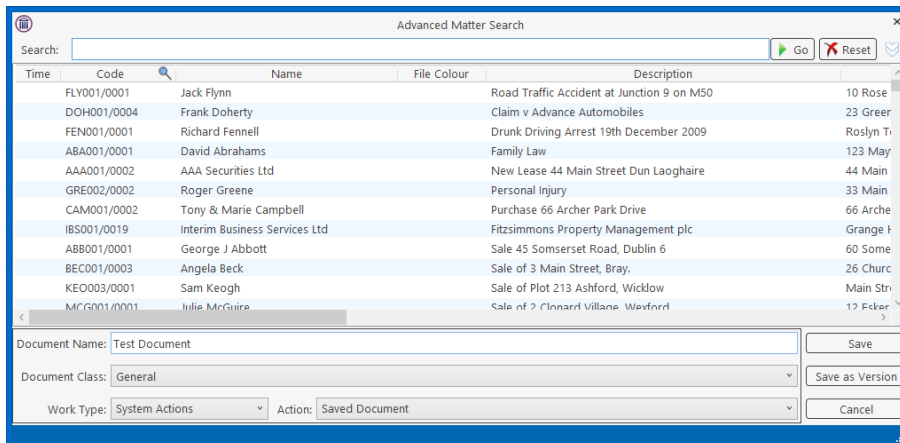 Advanced Matter Search
Search: Go Reset
Time Code Name File Colour Description
FLY001/0001 Jack Flynn Road Traffic Accident at Junction 9 on M50 10 Rose
DOH001/0004 Frank Doherty Claim v Advance Automobiles 23 Green
FEN001/0001 Richard Fennell Drunk Driving Arrest 19th December 2009 Roslyn
ABA001/0001 David Abrahams Family Law 123 May
AAA001/0002 AAA Securities Ltd New Lease 44 Main Street Dun Laoghaire 44 Main
GRE002/0002 Roger Greene Personal Injury 33 Main
CAM001/0002 Tony & Marie Campbell Purchase 66 Archer Park Drive 66 Arche
IBS001/0019 Interim Business Services Ltd Fitzsimmons Property Management plc Grange
ABB001/0001 George J Abbott Sale 45 Somserset Road, Dublin 6 60 Some
BEC001/0003 Angela Beck Sale of 3 Main Street, Bray. 26 Churc
KEO003/0001 Sam Keogh Sale of Plot 213 Ashford, Wicklow Main Str
MCG001/0001 Julie McGuire Sale of 2 Clonard Village, Wexford 12 Esker
Document Name: Test Document Save
Document Class: General Save as Version
Work Type: System Actions Action: Saved Document Cancel